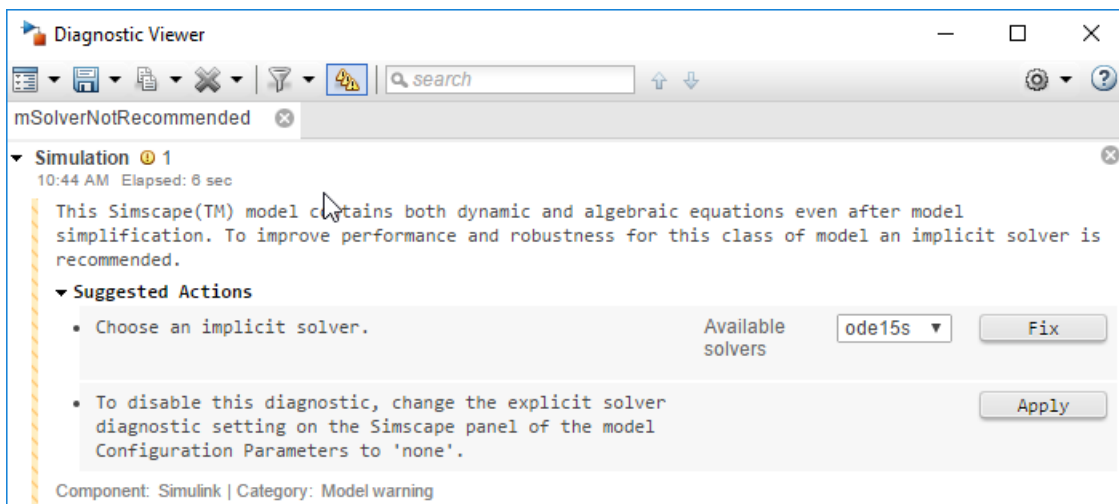 Diagnostic Viewer
search
mSolverNotRecommended
Simulation 1
10:44 AM Elapsed: 6 sec
This Simscape(TM) model contains both dynamic and algebraic equations even after model
simplification. To improve performance and robustness for this class of model an implicit solver is
recommended.
Suggested Actions
• Choose an implicit solver.
Available
solvers
ode15s
Fix
• To disable this diagnostic, change the explicit solver
diagnostic setting on the Simscape panel of the model
Configuration Parameters to 'none'.
Apply
Component: Simulink | Category: Model warning